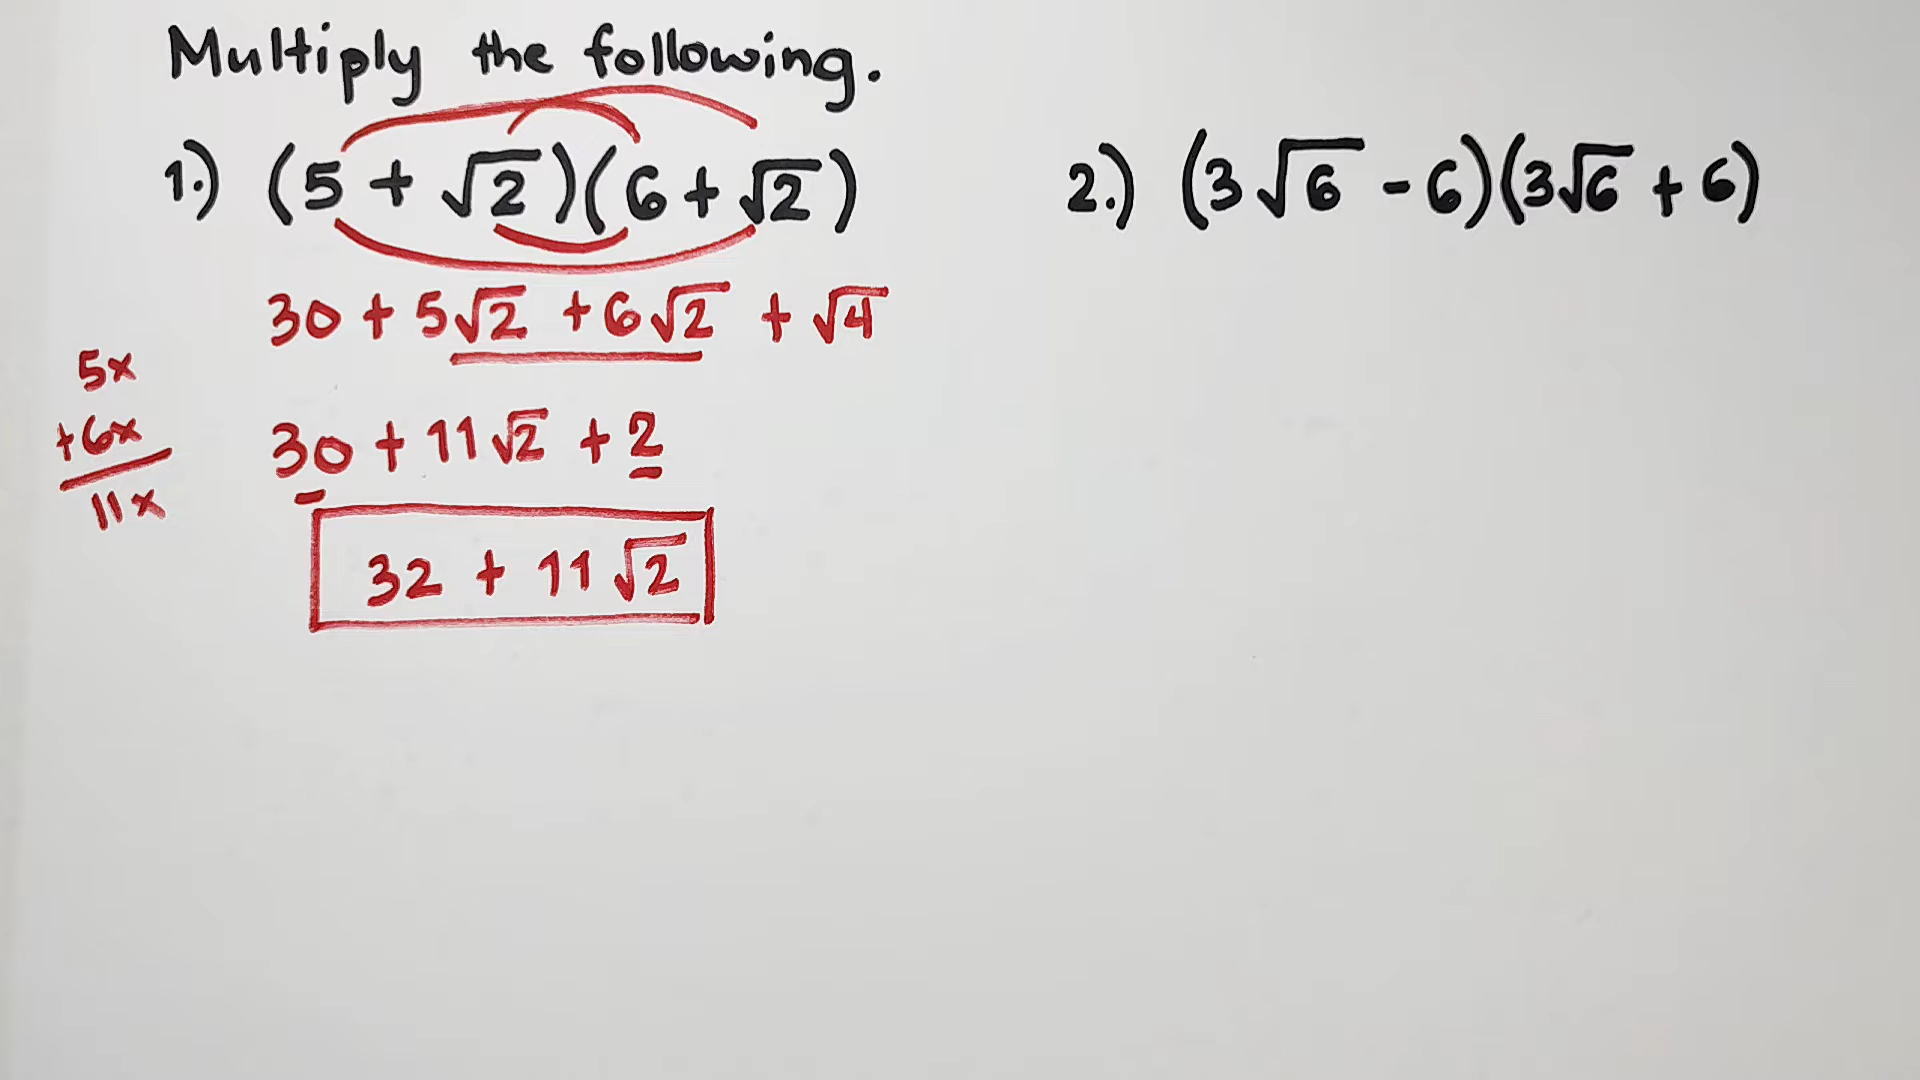 Multiply the following.
1.) (5 + √2)(6 + √2)
30 + 5√2 + 6√2 + √4
5x
+6x
11x
30 + 11√2 + 2
32 + 11√2
2.) (3√6 - 6)(3√6 + 6)